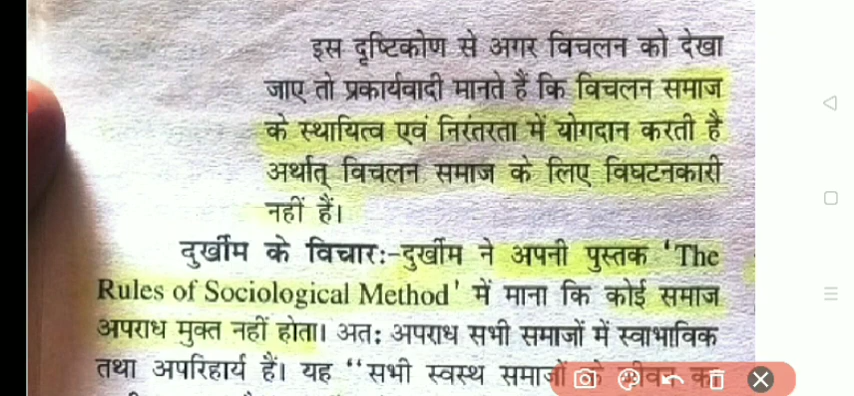 इस दृष्टिकोण से अगर विचलन को देखा
जाए तो प्रकार्यवादी मानते हैं कि विचलन समाज
के स्थायित्व एवं निरंतरता में योगदान करती है
अर्थात् विचलन समाज के लिए विघटनकारी
नहीं हैं।
दुर्खीम के विचार:-दुर्खीम ने अपनी पुस्तक 'The
Rules of Sociological Method' में माना कि कोई समाज
अपराध मुक्त नहीं होता। अत: अपराध सभी समाजों में स्वाभाविक
तथा अपरिहार्य हैं। यह "सभी स्वस्थ समाजों के जीवन का